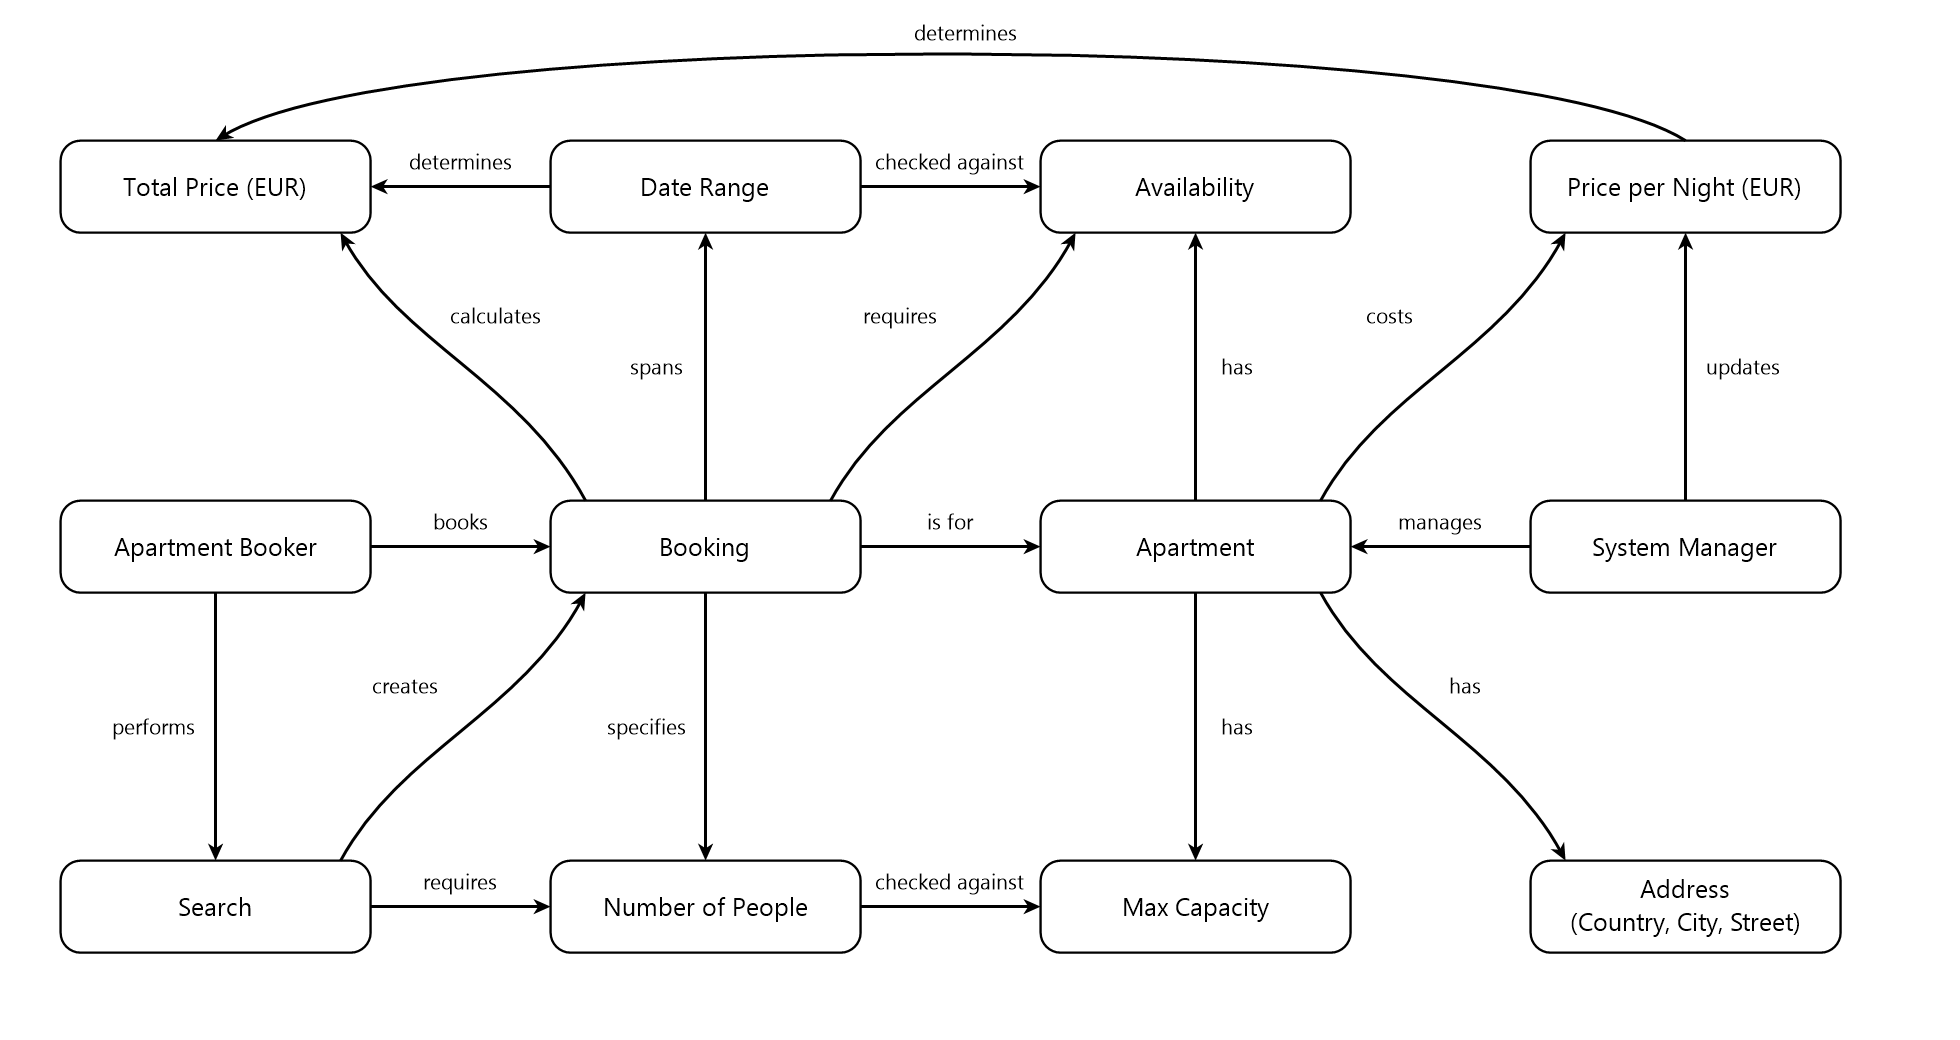 determines
Total Price (EUR)
determines
Date Range
checked against
Availability
Price per Night (EUR)
calculates
requires
costs
spans
has
updates
Apartment Booker
books
Booking
is for
Apartment
manages
System Manager
creates
has
performs
specifies
has
Search
requires
Number of People
checked against
Max Capacity
Address
(Country, City, Street)